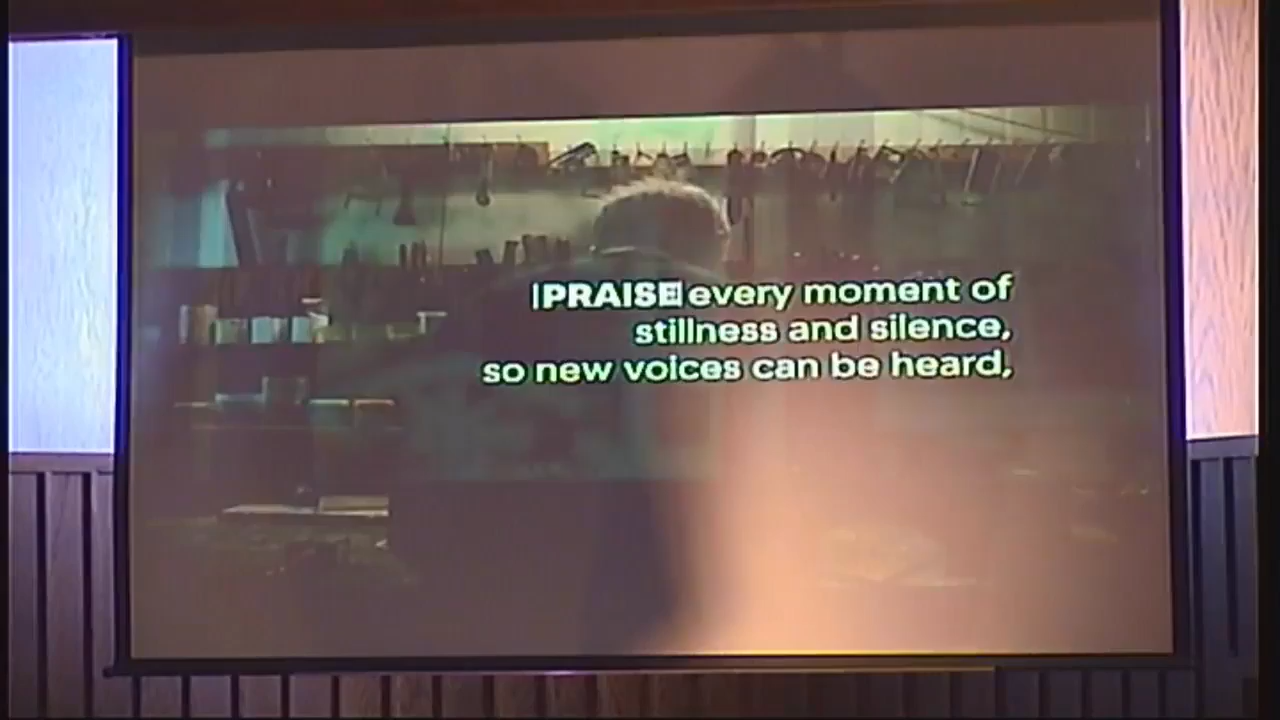 I PRAISE every moment of
stillness and silence,
so new voices can be heard,